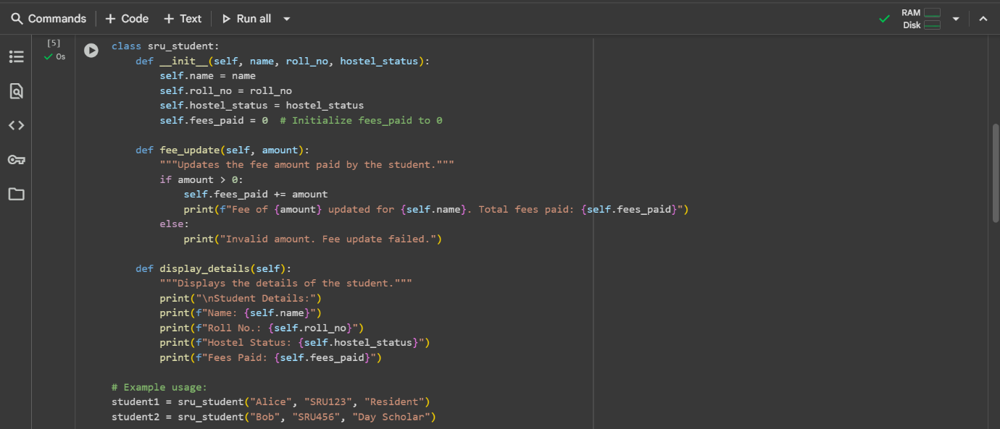 Commands + Code + Text Run all
RAM
Disk
[5]
0s
class sru_student:
    def __init__(self, name, roll_no, hostel_status):
        self.name = name
        self.roll_no = roll_no
        self.hostel_status = hostel_status
        self.fees_paid = 0  # Initialize fees_paid to 0

    def fee_update(self, amount):
        """Updates the fee amount paid by the student."""
        if amount > 0:
            self.fees_paid += amount
            print(f"Fee of {amount} updated for {self.name}. Total fees paid: {self.fees_paid}")
        else:
            print("Invalid amount. Fee update failed.")

    def display_details(self):
        """Displays the details of the student."""
        print("\nStudent Details:")
        print(f"Name: {self.name}")
        print(f"Roll No.: {self.roll_no}")
        print(f"Hostel Status: {self.hostel_status}")
        print(f"Fees Paid: {self.fees_paid}")

# Example usage:
student1 = sru_student("Alice", "SRU123", "Resident")
student2 = sru_student("Bob", "SRU456", "Day Scholar")